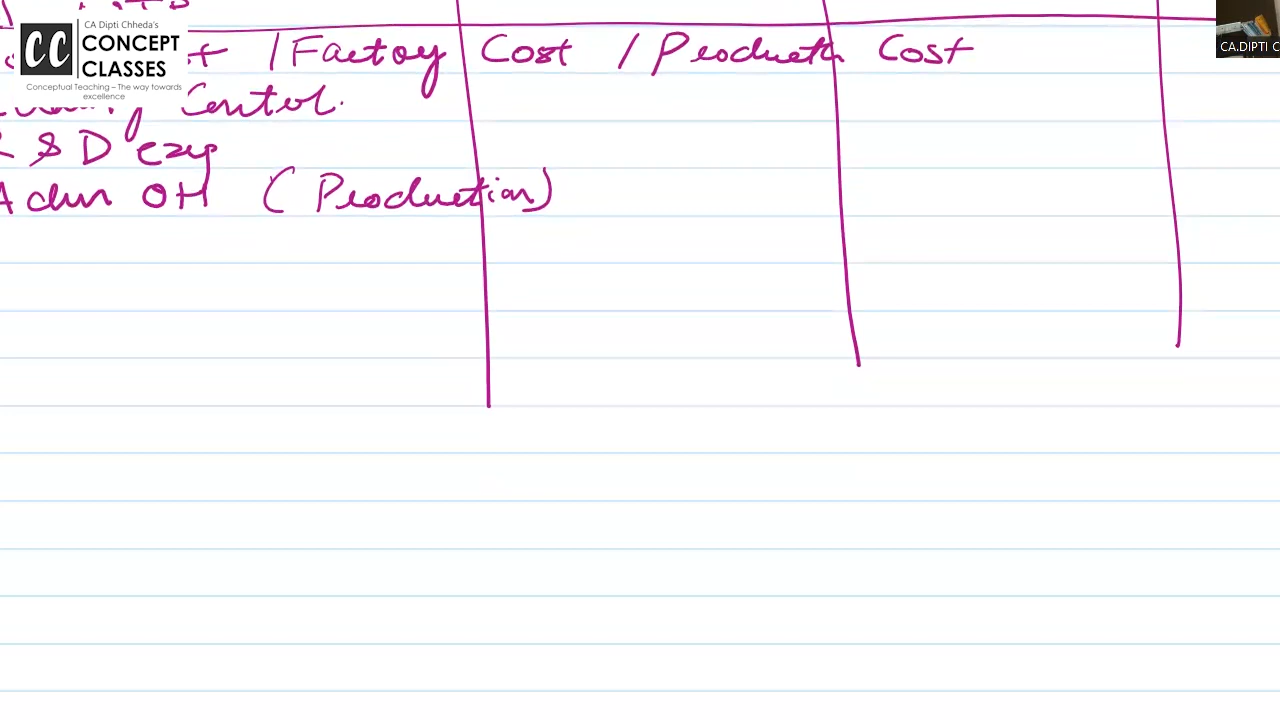 CA Dipti Chheda's
CC CONCEPT
CLASSES
Conceptual Teaching – The way towards
excellence
CA.DIPTI C
/ Factory Cost / Producth Cost
Control.
& D exp
Admn OH (Production)